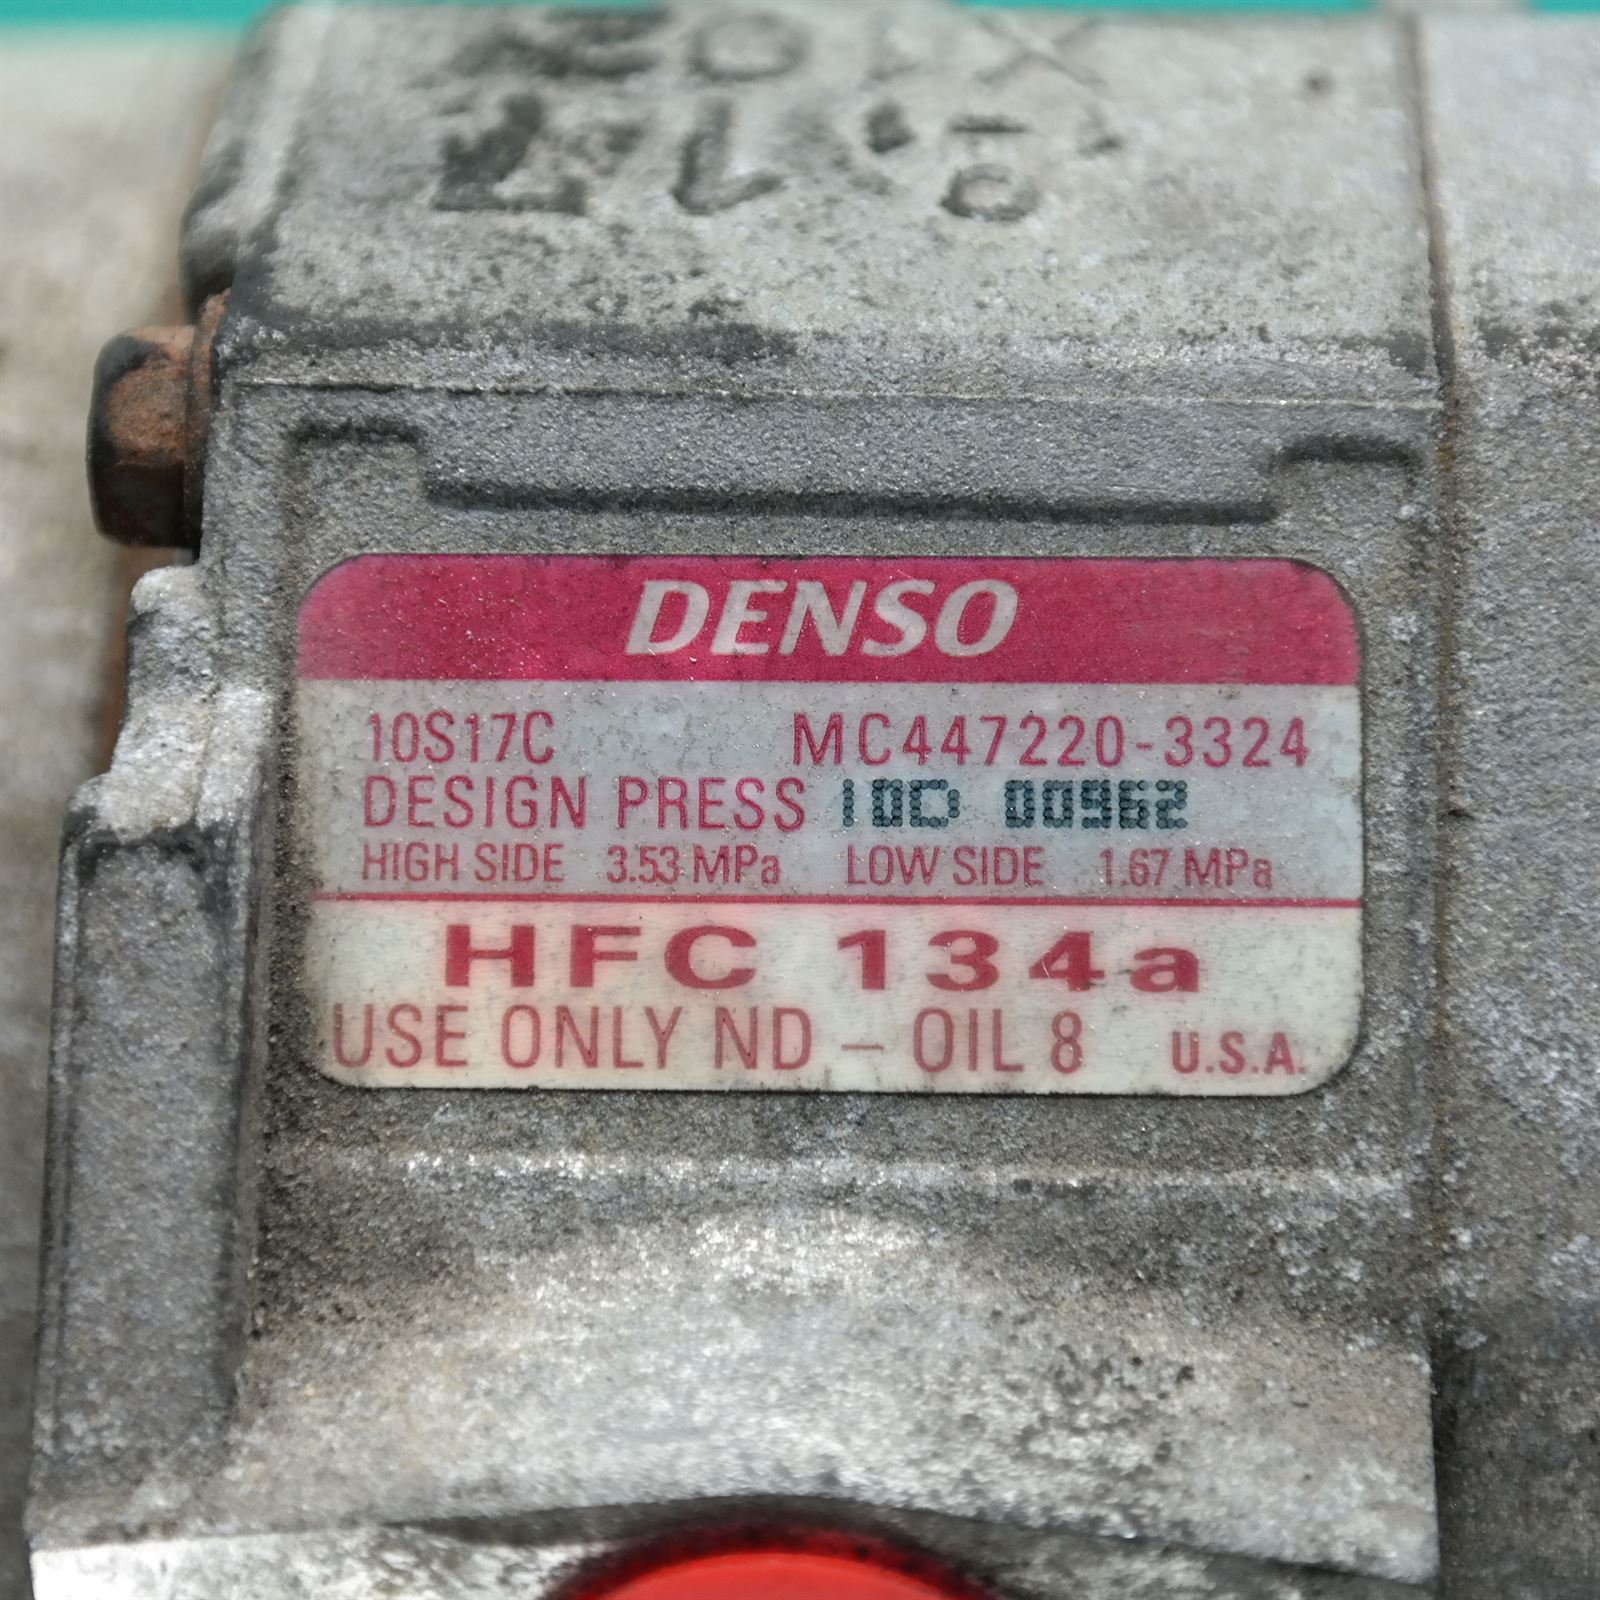 DENSO
10S17C MC447220-3324
DESIGN PRESS 10D 00962
HIGH SIDE 3.53 MPa LOW SIDE 1.67 MPa
HFC 134a
USE ONLY ND - OIL 8 U.S.A.